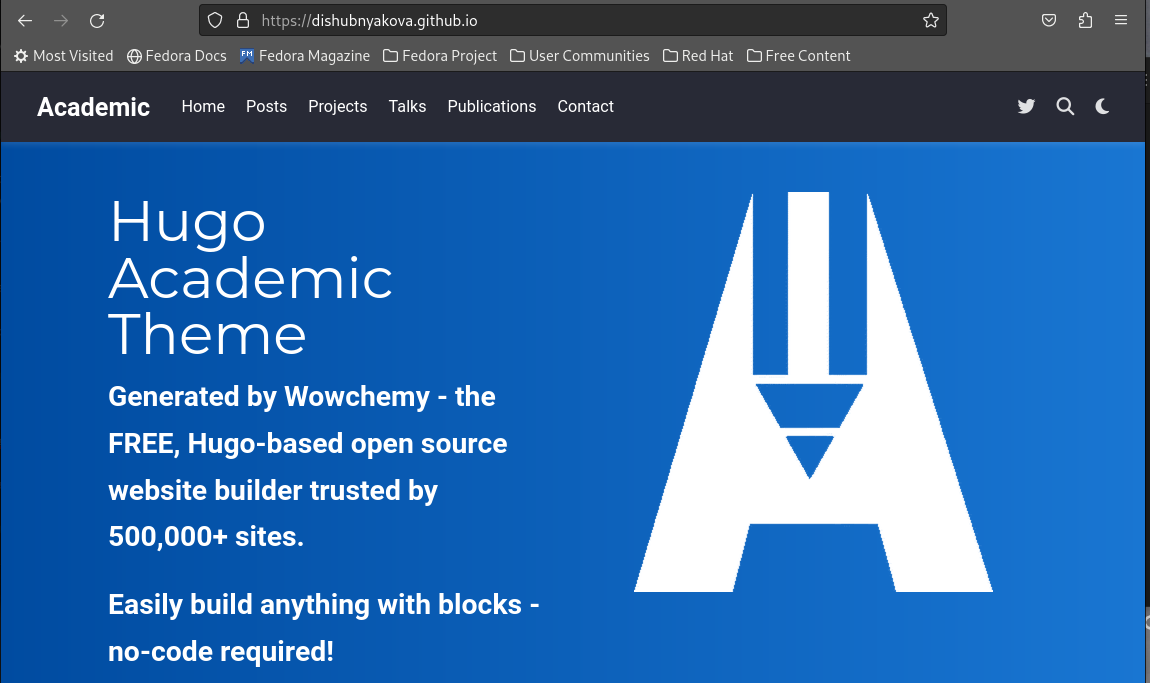 https://dishubnyakova.github.io
Most Visited Fedora Docs Fedora Magazine Fedora Project User Communities Red Hat Free Content
Academic Home Posts Projects Talks Publications Contact
Hugo
Academic
Theme
Generated by Wowchemy - the
FREE, Hugo-based open source
website builder trusted by
500,000+ sites.
Easily build anything with blocks -
no-code required!